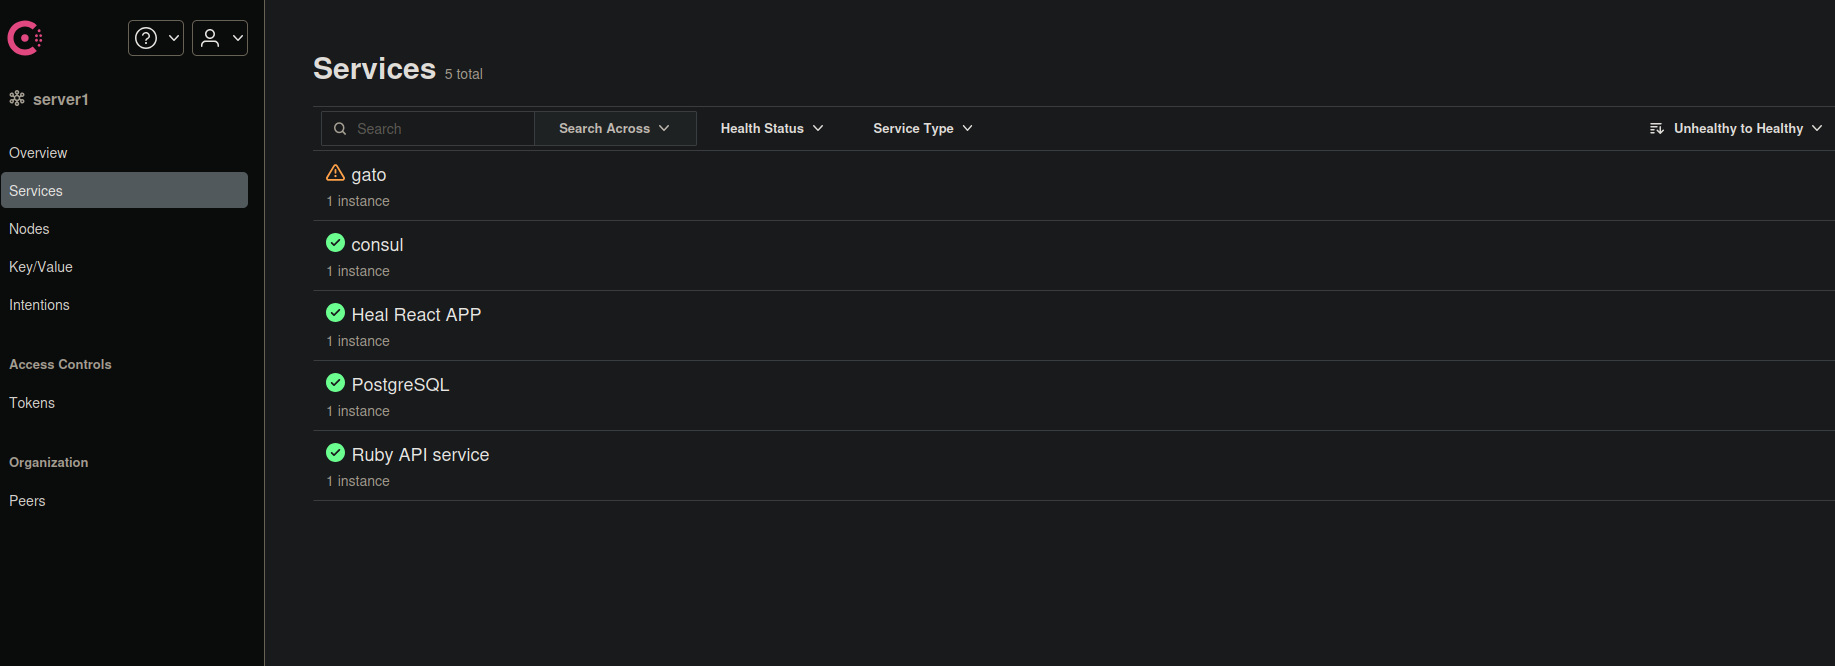 server1
Overview
Services
Nodes
Key/Value
Intentions
Access Controls
Tokens
Organization
Peers
Services 5 total
Search Search Across Health Status Service Type Unhealthy to Healthy
gato
1 instance
consul
1 instance
Heal React APP
1 instance
PostgreSQL
1 instance
Ruby API service
1 instance